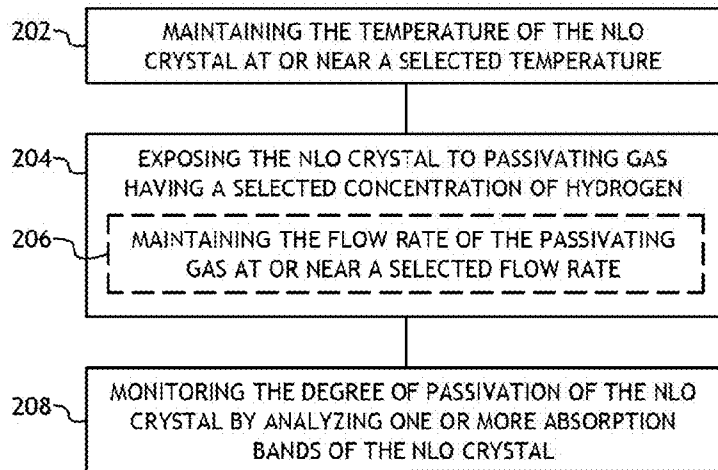 202
MAINTAINING THE TEMPERATURE OF THE NLO
CRYSTAL AT OR NEAR A SELECTED TEMPERATURE
204
EXPOSING THE NLO CRYSTAL TO PASSIVATING GAS
HAVING A SELECTED CONCENTRATION OF HYDROGEN
206
MAINTAINING THE FLOW RATE OF THE PASSIVATING
GAS AT OR NEAR A SELECTED FLOW RATE
208
MONITORING THE DEGREE OF PASSIVATION OF THE NLO
CRYSTAL BY ANALYZING ONE OR MORE ABSORPTION
BANDS OF THE NLO CRYSTAL